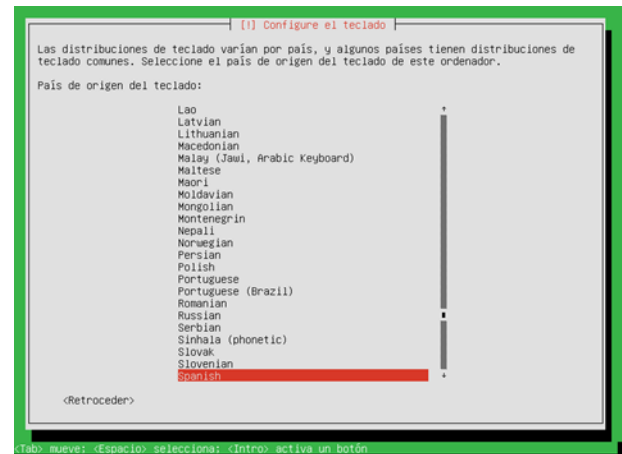 [!] Configure el teclado
Las distribuciones de teclado varían por país, y algunos países tienen distribuciones de
teclado comunes. Seleccione el país de origen del teclado de este ordenador.
País de origen del teclado:
Lao
Latvian
Lithuanian
Macedonian
Malay (Jawi, Arabic Keyboard)
Maltese
Maori
Moldavian
Mongolian
Montenegrin
Nepali
Norwegian
Persian
Polish
Portuguese
Portuguese (Brazil)
Romanian
Russian
Serbian
Sinhala (phonetic)
Slovak
Slovenian
Spanish
<Retroceder>
<Tab> mueve; <Espacio> selecciona; <Intro> activa un botón